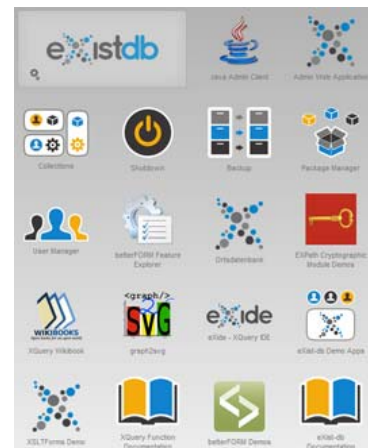 eXistdb
Java Admin Client
Admin Web Application
Collections
Shutdown
Backup
Package Manager
User Manager
betterFORM Feature
Explorer
Ortsdatenbank
EXPath Cryptographic
Module Demos
WIKIBOOKS
XQuery Wikibook
<graph/>
SVG
graph2svg
eXide
eXide - XQuery IDE
eXist-db Demo Apps
XSLTForms Demo
XQuery Function
Documentation
betterFORM Demos
eXist-db
Documentation